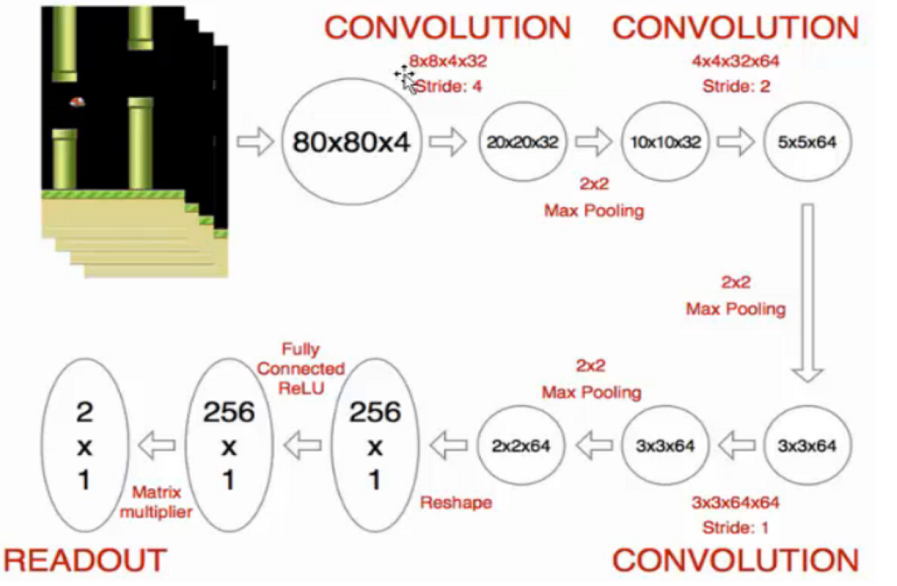 CONVOLUTION
8x8x4x32
Stride: 4
CONVOLUTION
4x4x32x64
Stride: 2
80x80x4
20x20x32
10x10x32
5x5x64
2x2
Max Pooling
2x2
Max Pooling
2x2
Max Pooling
3x3x64
3x3x64
2x2x64
3x3x64x64
Stride: 1
CONVOLUTION
Reshape
256
x
1
Fully
Connected
ReLU
256
x
1
Matrix
multiplier
2
x
1
READOUT